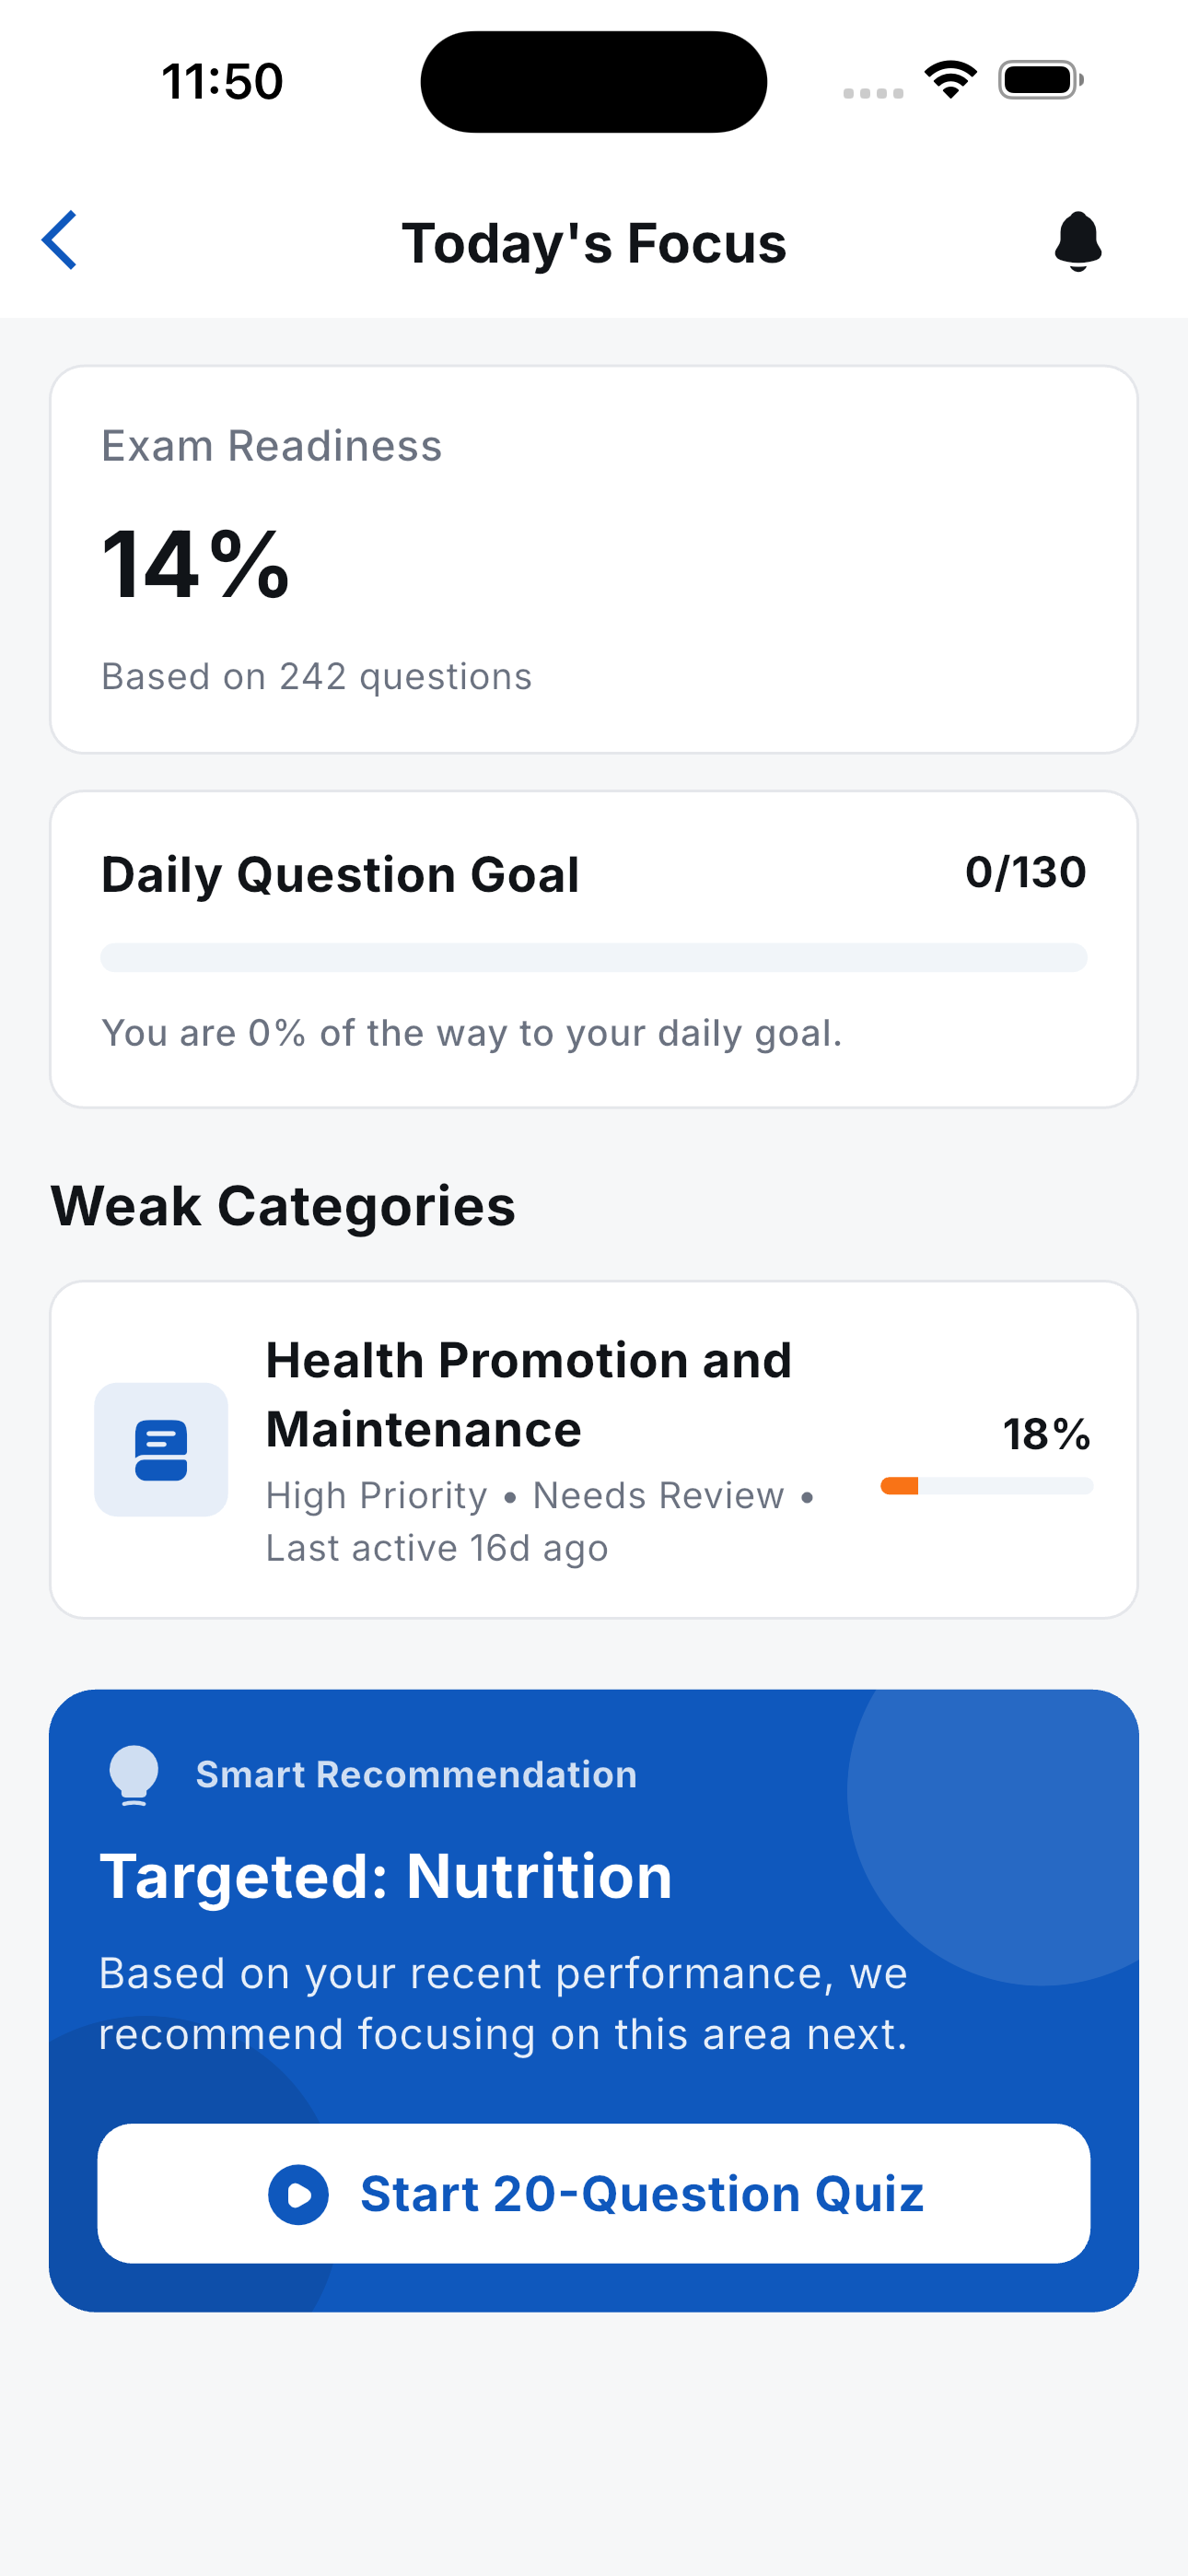 11:50
Today's Focus
Exam Readiness
14%
Based on 242 questions
Daily Question Goal
0/130
You are 0% of the way to your daily goal.
Weak Categories
Health Promotion and
Maintenance
18%
High Priority • Needs Review •
Last active 16d ago
Smart Recommendation
Targeted: Nutrition
Based on your recent performance, we
recommend focusing on this area next.
Start 20-Question Quiz